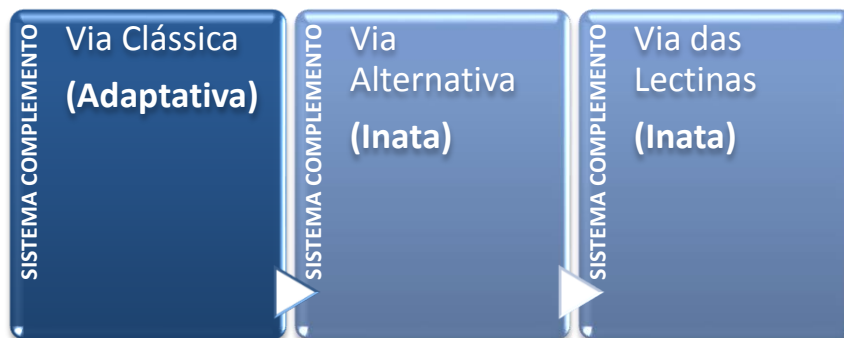 SISTEMA COMPLEMENTO
Via Clássica
(Adaptativa)
SISTEMA COMPLEMENTO
Via
Alternativa
(Inata)
SISTEMA COMPLEMENTO
Via das
Lectinas
(Inata)